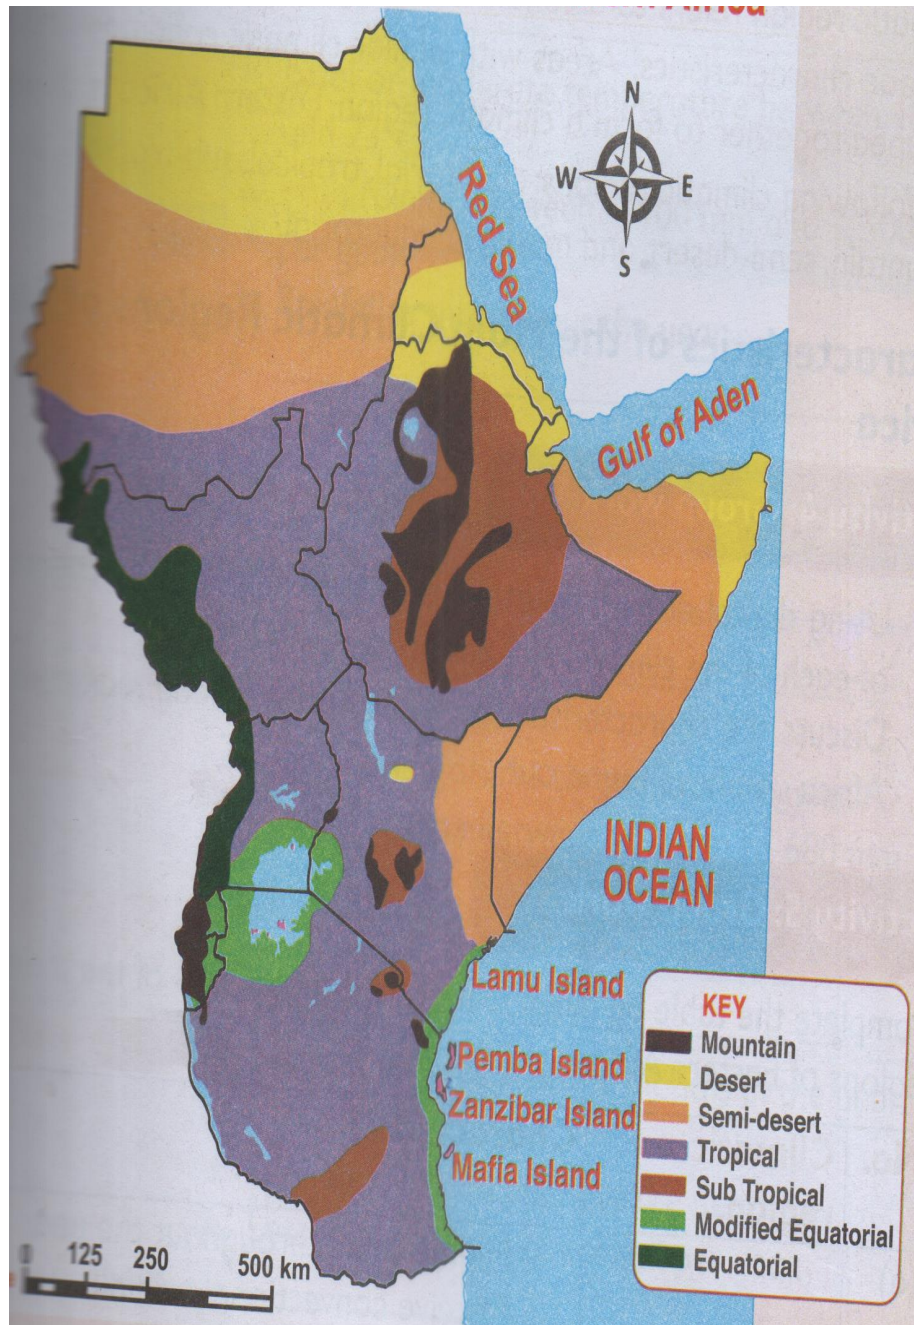 Africa
N
W E
S
Red Sea
Gulf of Aden
INDIAN
OCEAN
Lamu Island
Pemba Island
Zanzibar Island
Mafia Island
KEY
Mountain
Desert
Semi-desert
Tropical
Sub Tropical
Modified Equatorial
Equatorial
0 125 250 500 km